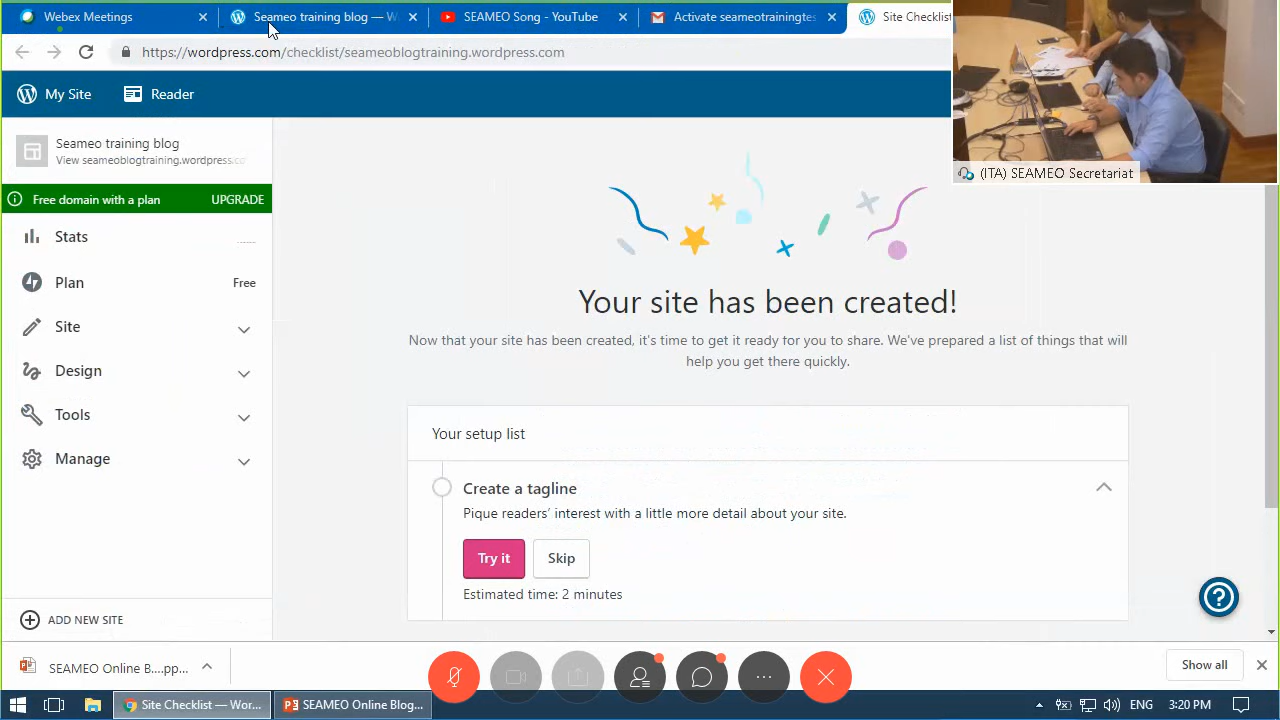 Webex Meetings
Seameo training blog — W
SEAMEO Song - YouTube
Activate seameotrainingtes
Site Checklis
https://wordpress.com/checklist/seameoblogtraining.wordpress.com
My Site
Reader
(ITA) SEAMEO Secretariat
Seameo training blog
View seameoblogtraining.wordpress.co
Free domain with a plan
UPGRADE
Stats
Plan
Free
Site
Design
Tools
Manage
ADD NEW SITE
Your site has been created!
Now that your site has been created, it's time to get it ready for you to share. We've prepared a list of things that will
help you get there quickly.
Your setup list
Create a tagline
Pique readers’ interest with a little more detail about your site.
Try it
Skip
Estimated time: 2 minutes
SEAMEO Online B....pp...
Show all
Site Checklist — Wor...
SEAMEO Online Blog...
ENG
3:20 PM